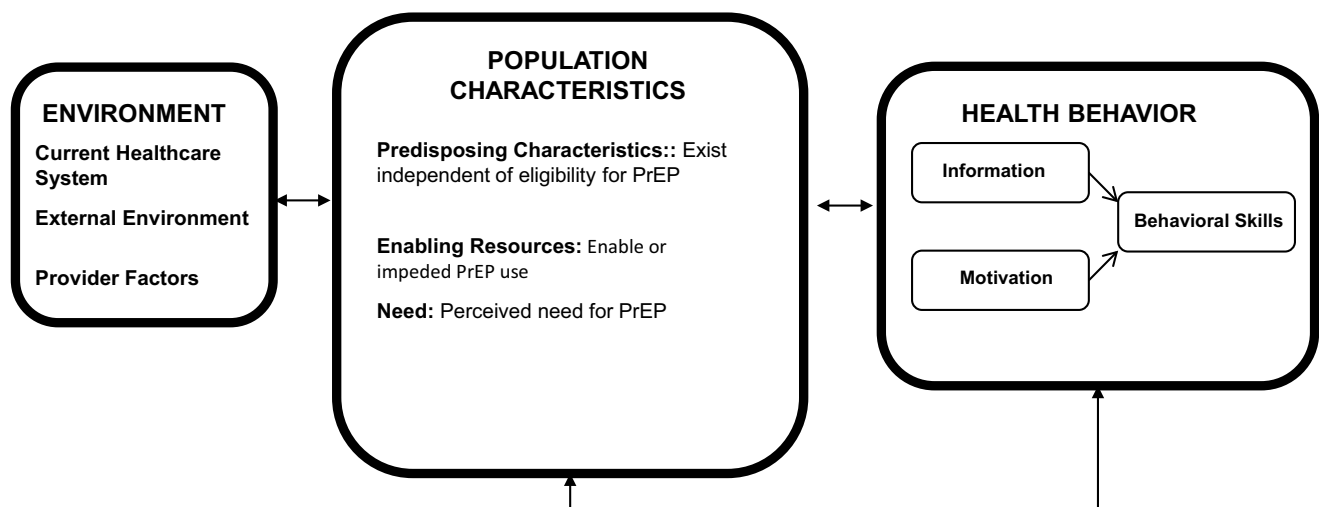 ENVIRONMENT
Current Healthcare
System
External Environment
Provider Factors
POPULATION
CHARACTERISTICS
Predisposing Characteristics:: Exist
independent of eligibility for PrEP
Enabling Resources: Enable or
impeded PrEP use
Need: Perceived need for PrEP
HEALTH BEHAVIOR
Information
Behavioral Skills
Motivation